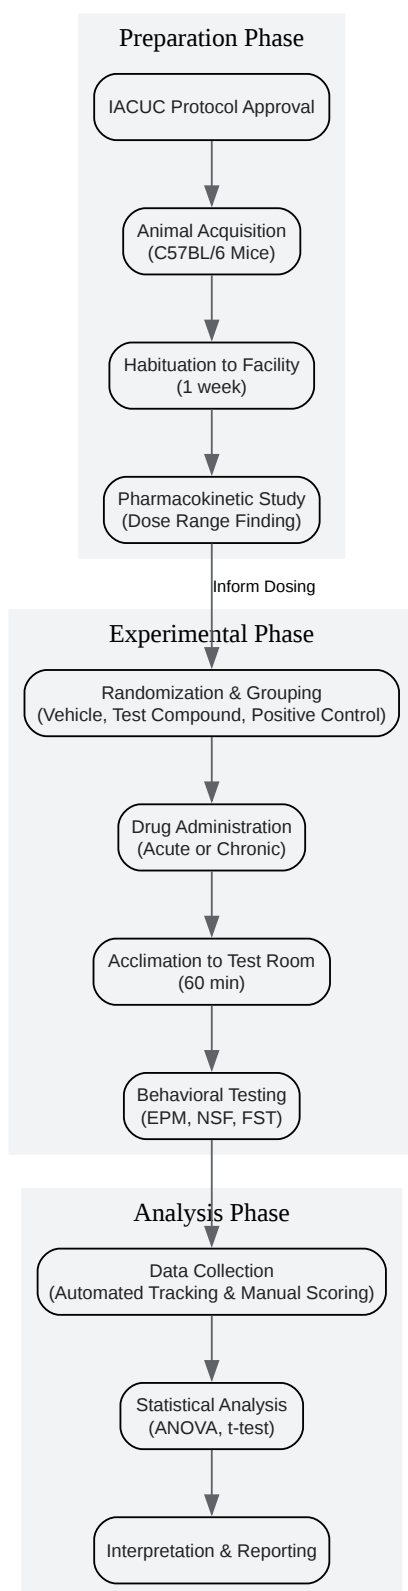 Preparation Phase
IACUC Protocol Approval
Animal Acquisition
(C57BL/6 Mice)
Habituation to Facility
(1 week)
Pharmacokinetic Study
(Dose Range Finding)
Inform Dosing
Experimental Phase
Randomization & Grouping
(Vehicle, Test Compound, Positive Control)
Drug Administration
(Acute or Chronic)
Acclimation to Test Room
(60 min)
Behavioral Testing
(EPM, NSF, FST)
Analysis Phase
Data Collection
(Automated Tracking & Manual Scoring)
Statistical Analysis
(ANOVA, t-test)
Interpretation & Reporting